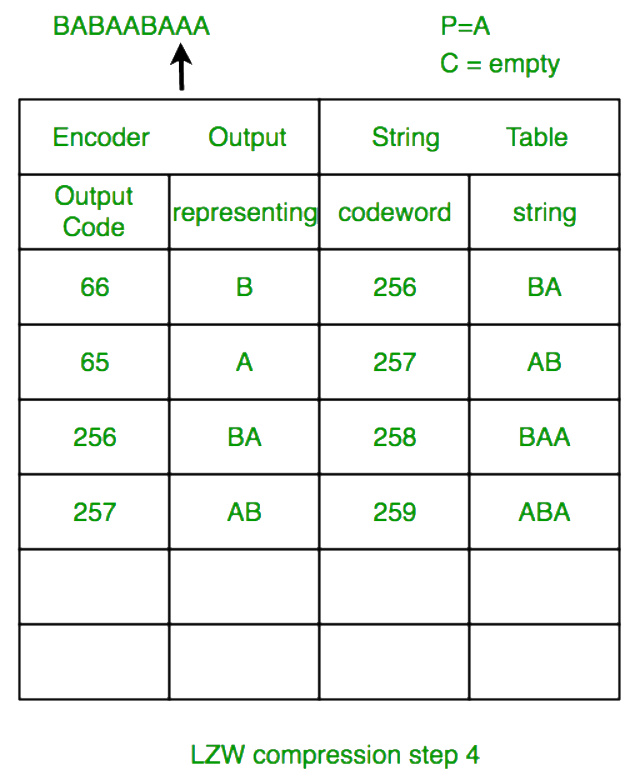 BABAABAAA P=A
C = empty
Encoder Output String Table
Output Code representing codeword string
66 B 256 BA
65 A 257 AB
256 BA 258 BAA
257 AB 259 ABA
LZW compression step 4